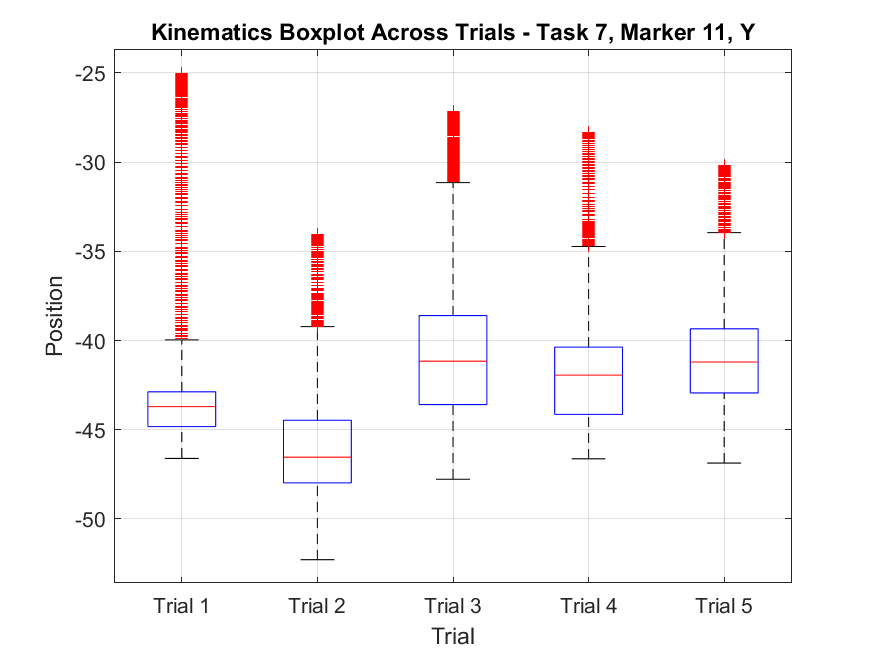 Kinematics Boxplot Across Trials - Task 7, Marker 11, Y
-25
-30
-35
-40
-45
-50
Position
Trial 1 Trial 2 Trial 3 Trial 4 Trial 5
Trial